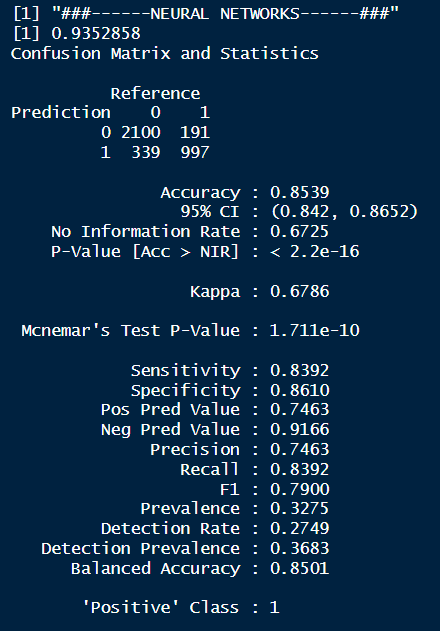 [1] "###------NEURAL NETWORKS------###"
[1] 0.9352858
Confusion Matrix and Statistics
Reference
Prediction 0 1
0 2100 191
1 339 997
Accuracy : 0.8539
95% CI : (0.842, 0.8652)
No Information Rate : 0.6725
P-Value [Acc > NIR] : < 2.2e-16
Kappa : 0.6786
Mcnemar's Test P-Value : 1.711e-10
Sensitivity : 0.8392
Specificity : 0.8610
Pos Pred Value : 0.7463
Neg Pred Value : 0.9166
Precision : 0.7463
Recall : 0.8392
F1 : 0.7900
Prevalence : 0.3275
Detection Rate : 0.2749
Detection Prevalence : 0.3683
Balanced Accuracy : 0.8501
'Positive' Class : 1